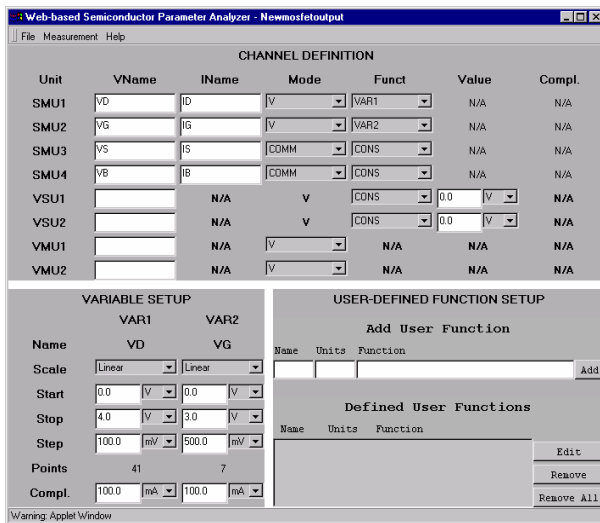 Web-based Semiconductor Parameter Analyzer - Newmosfetoutput
File Measurement Help
CHANNEL DEFINITION
Unit VName IName Mode Funct Value Compl.
SMU1 VD ID V VAR1 N/A N/A
SMU2 VG IG V VAR2 N/A N/A
SMU3 VS IS COMM CONS N/A N/A
SMU4 VB IB COMM CONS N/A N/A
VSU1 N/A V CONS 0.0 V N/A
VSU2 N/A V CONS 0.0 V N/A
VMU1 N/A V N/A N/A N/A
VMU2 N/A V N/A N/A N/A
VARIABLE SETUP
VAR1 VAR2
Name VD VG
Scale Linear Linear
Start 0.0 V 0.0 V
Stop 4.0 V 3.0 V
Step 100.0 mV 500.0 mV
Points 41 7
Compl. 100.0 mA 100.0 mA
USER-DEFINED FUNCTION SETUP
Add User Function
Name Units Function
Add
Defined User Functions
Name Units Function
Edit
Remove
Remove All
Warning: Applet Window